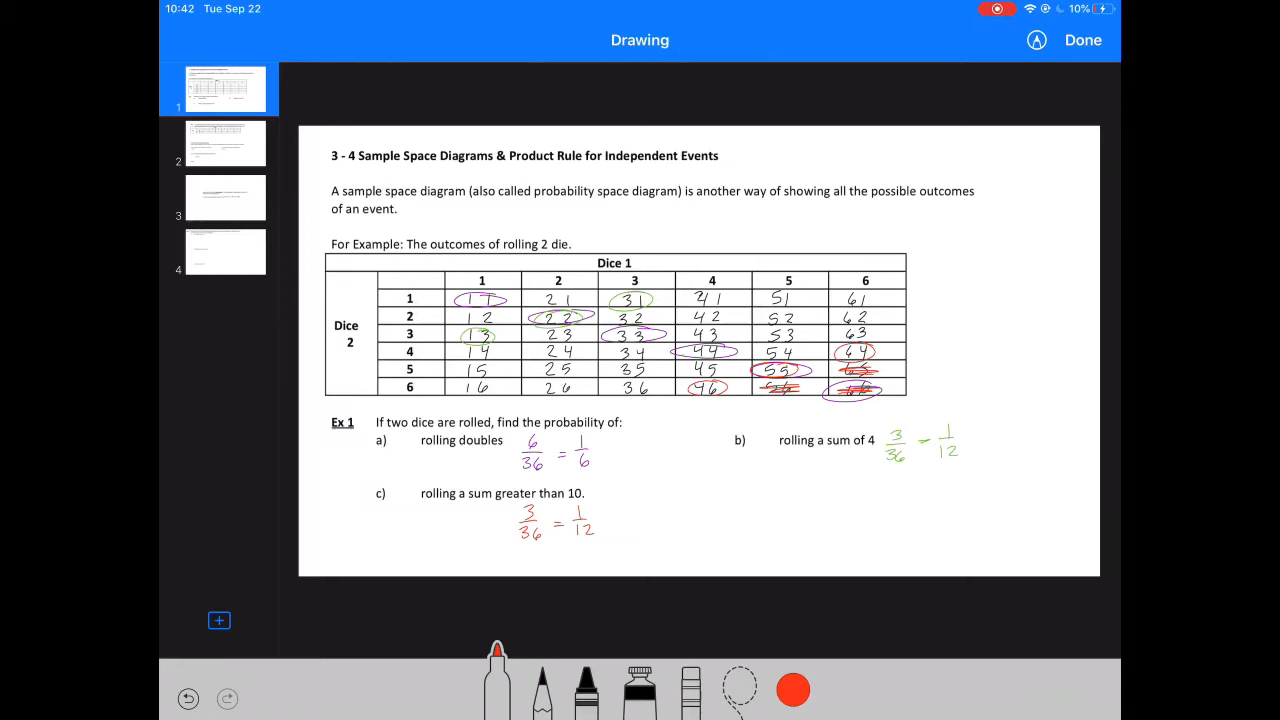 10:42 Tue Sep 22 10%
Drawing Done
1
2
3
4
3 - 4 Sample Space Diagrams & Product Rule for Independent Events
A sample space diagram (also called probability space diagram) is another way of showing all the possible outcomes
of an event.
For Example: The outcomes of rolling 2 die.
Dice 1
1 2 3 4 5 6
Dice 2
1 11 21 31 41 51 61
2 12 22 32 42 52 62
3 13 23 33 43 53 63
4 14 24 34 44 54 64
5 15 25 35 45 55
6 16 26 36 46
Ex 1 If two dice are rolled, find the probability of:
a) rolling doubles 6/36 = 1/6
b) rolling a sum of 4 3/36 = 1/12
c) rolling a sum greater than 10.
3/36 = 1/12